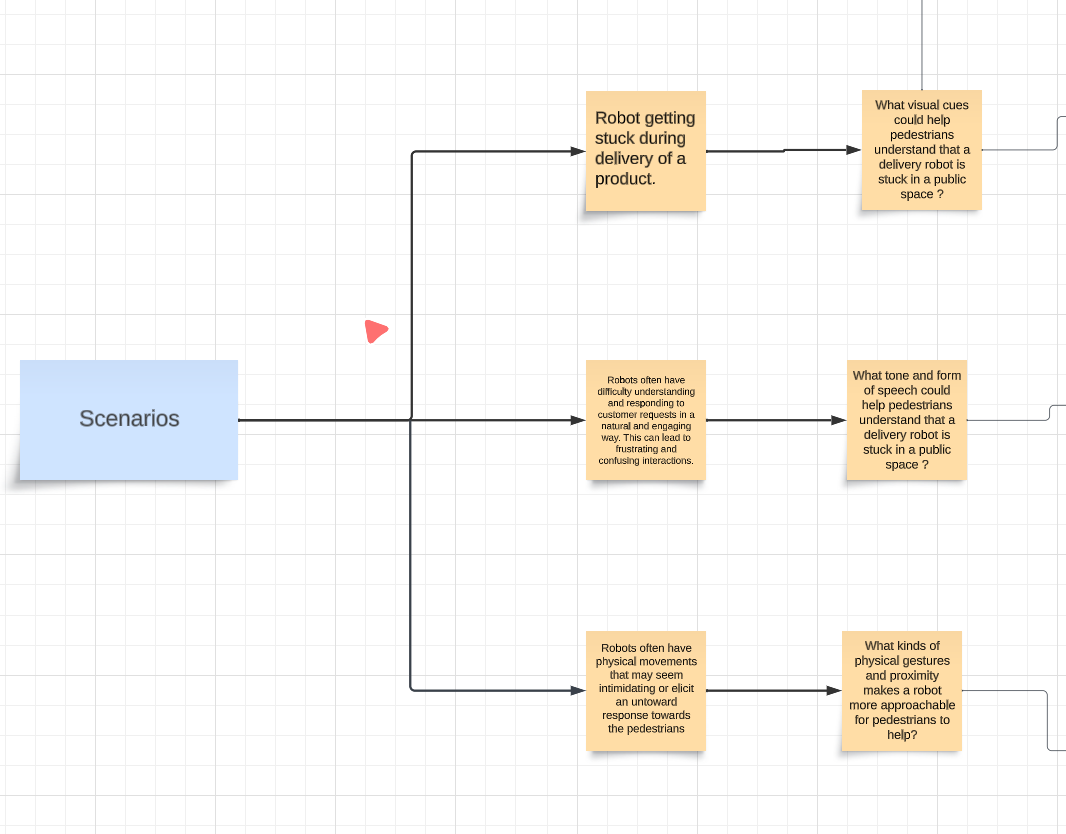 Scenarios
Robot getting
stuck during
delivery of a
product.
What visual cues
could help
pedestrians
understand that a
delivery robot is
stuck in a public
space ?
Robots often have
difficulty understanding
and responding to
customer requests in a
natural and engaging
way. This can lead to
frustrating and
confusing interactions.
What tone and form
of speech could
help pedestrians
understand that a
delivery robot is
stuck in a public
space ?
Robots often have
physical movements
that may seem
intimidating or elicit
an untoward
response towards
the pedestrians
What kinds of
physical gestures
and proximity
makes a robot
more approachable
for pedestrians to
help?